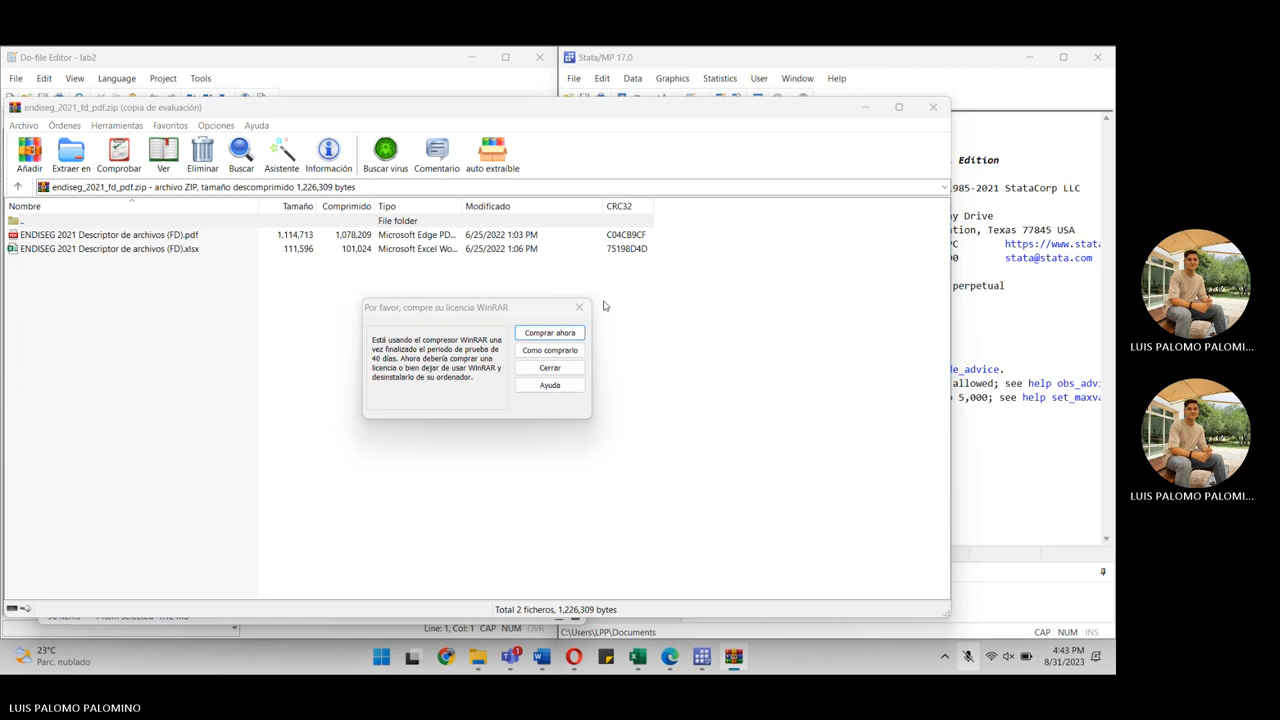 Do-file Editor - lab2
File Edit View Language Project Tools
Stata/MP 17.0
File Edit Data Graphics Statistics User Window Help
endiseg_2021_fd_pdf.zip (copia de evaluación)
Archivo Órdenes Herramientas Favoritos Opciones Ayuda
Añadir Extraer en Comprobar Ver Eliminar Buscar Asistente Información Buscar virus Comentario auto extraíble
endiseg_2021_fd_pdf.zip - archivo ZIP, tamaño descomprimido 1,226,309 bytes
Nombre Tamaño Comprimido Tipo Modificado CRC32
.. File folder
ENDISEG 2021 Descriptor de archivos (FD).pdf 1,114,713 1,078,209 Microsoft Edge PD... 6/25/2022 1:03 PM C04CB9CF
ENDISEG 2021 Descriptor de archivos (FD).xlsx 111,596 101,024 Microsoft Excel Wo... 6/25/2022 1:06 PM 75198D4D
Por favor, compre su licencia WinRAR
Está usando el compresor WinRAR una
vez finalizado el periodo de prueba de
40 días. Ahora debería comprar una
licencia o bien dejar de usar WinRAR y
desinstalarlo de su ordenador.
Comprar ahora
Como comprarlo
Cerrar
Ayuda
Edition
985-2021 StataCorp LLC
ay Drive
tation, Texas 77845 USA
PC https://www.stat
00 stata@stata.com
perpetual
de_advice.
allowed; see help obs_advi
o 5,000; see help set_maxva
Total 2 ficheros, 1,226,309 bytes
Line: 1, Col: 1 CAP NUM OVR
C:\Users\LPP\Documents
CAP NUM INS
23°C
Parc. nublado
4:43 PM
8/31/2023
LUIS PALOMO PALOMI...
LUIS PALOMO PALOMI...
LUIS PALOMO PALOMINO